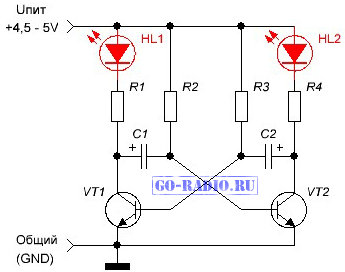 Uпит
+4,5 - 5V
HL1
HL2
R1
R2
R3
R4
C1
C2
+
+
VT1
VT2
GO-RADIO.RU
Общий
(GND)